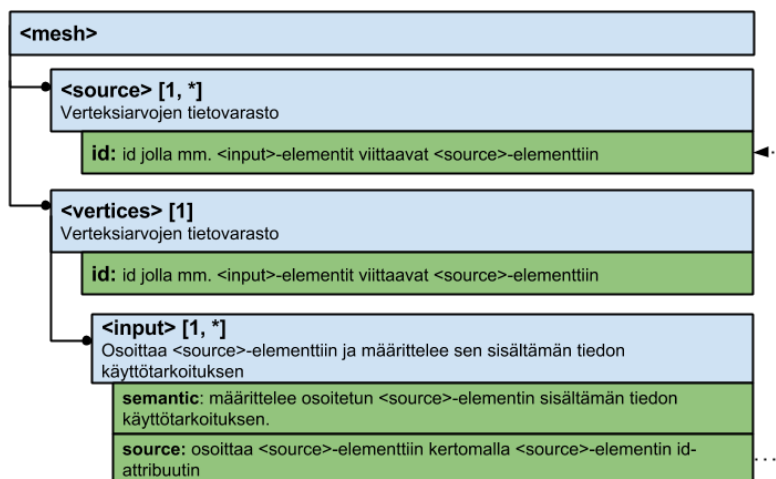 <mesh>
<source> [1, *]
Verteksiarvojen tietovarasto
id: id jolla mm. <input>-elementit viittaavat <source>-elementtiin
<vertices> [1]
Verteksiarvojen tietovarasto
id: id jolla mm. <input>-elementit viittaavat <source>-elementtiin
<input> [1, *]
Osoittaa <source>-elementtiin ja määrittelee sen sisältämän tiedon
käyttötarkoituksen
semantic: määrittelee osoitetun <source>-elementin sisältämän tiedon
käyttötarkoituksen.
source: osoittaa <source>-elementtiin kertomalla <source>-elementin id-
attribuutin